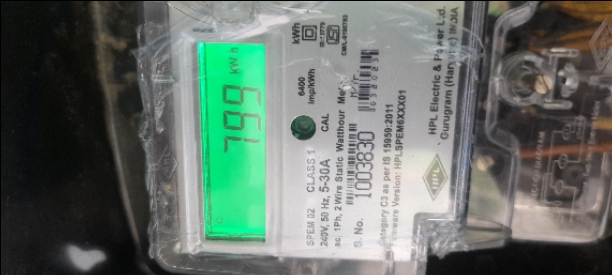 799 kWh
SPEM 02 CLASS 1
240V, 50 Hz, 5-30A CAL 6400 imp/kWh kWh
ac 1Ph, 2 Wire Static Watthour Meter
S. No. 1003830
Category C3 as per IS 15959:2011
Firmware Version: HPLSPEM6XXX01
HPL
HPL Electric & Power Ltd.
Gurugram (Haryana) INDIA